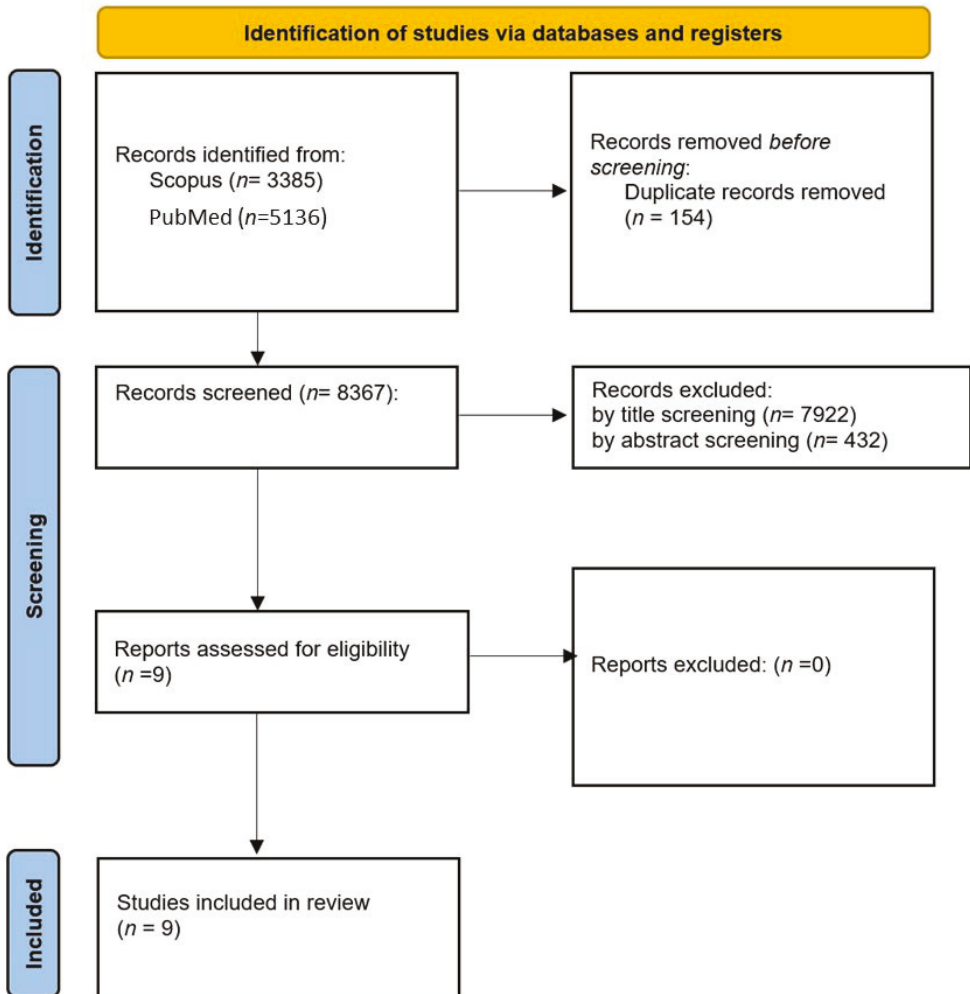 Identification of studies via databases and registers
Identification
Records identified from:
Scopus (n= 3385)
PubMed (n=5136)
Records removed before
screening:
Duplicate records removed
(n = 154)
Screening
Records screened (n= 8367):
Records excluded:
by title screening (n= 7922)
by abstract screening (n= 432)
Reports assessed for eligibility
(n =9)
Reports excluded: (n =0)
Included
Studies included in review
(n = 9)